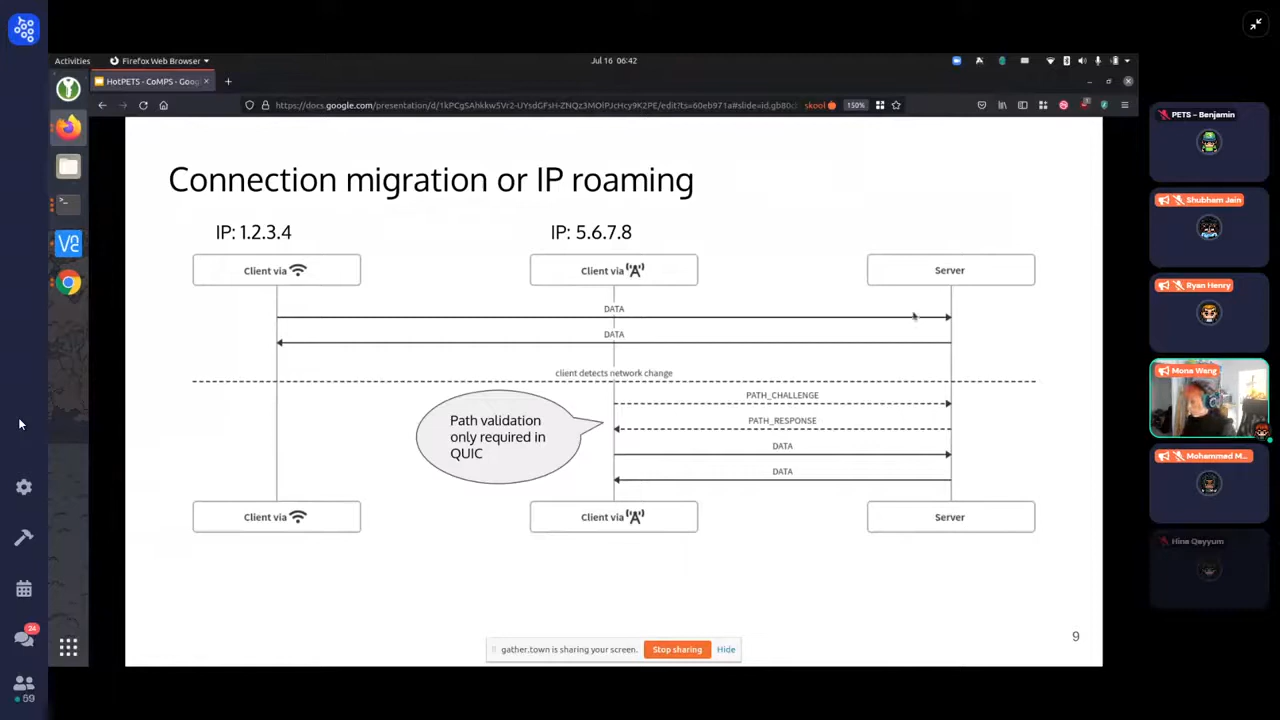 Activities
Firefox Web Browser
Jul 16 06:42
HotPETS - CoMPS - Goog
150%
Connection migration or IP roaming
IP: 1.2.3.4
IP: 5.6.7.8
Client via
Client via
Server
DATA
DATA
client detects network change
PATH_CHALLENGE
PATH_RESPONSE
DATA
DATA
Path validation
only required in
QUIC
Client via
Client via
Server
9
gather.town is sharing your screen.
Stop sharing
Hide
PETS - Benjamin
Shubham Jain
Ryan Henry
Mona Wang
Mohammad M...
Hina Qayyum
24
59